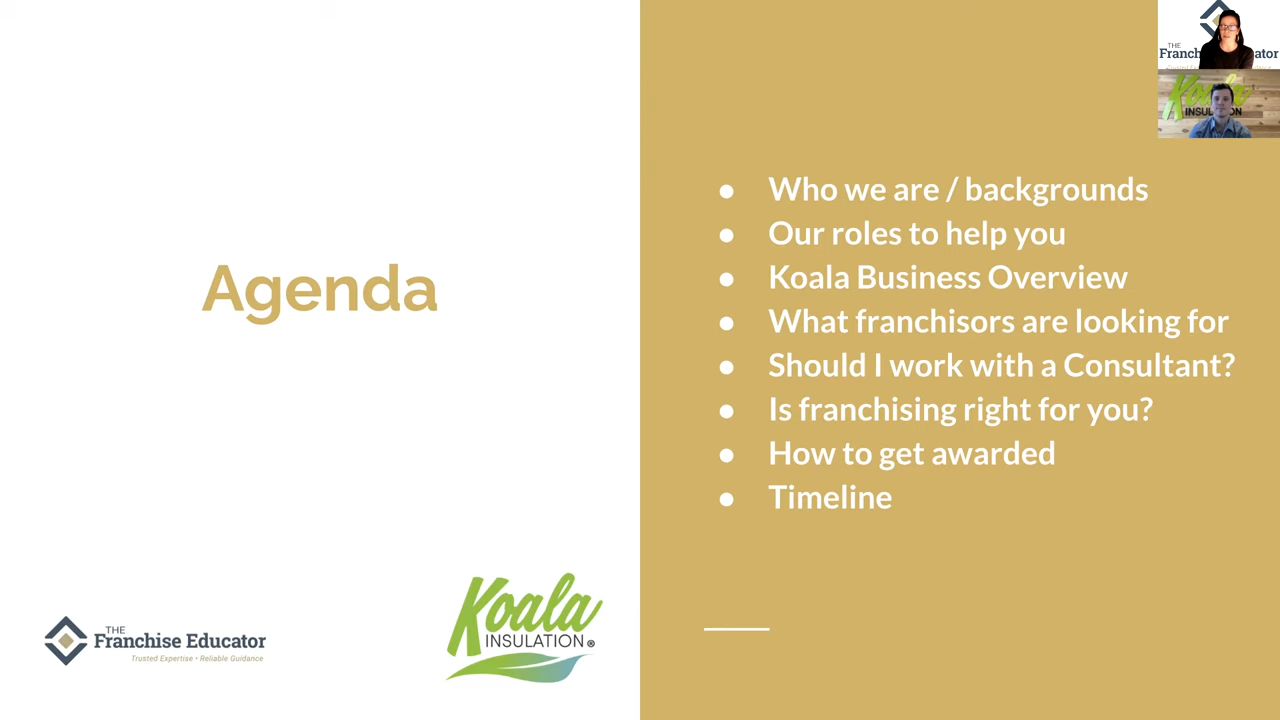 Agenda
Who we are / backgrounds
Our roles to help you
Koala Business Overview
What franchisors are looking for
Should I work with a Consultant?
Is franchising right for you?
How to get awarded
Timeline
THE
Franchise Educator
Trusted Expertise • Reliable Guidance
Koala
INSULATION®